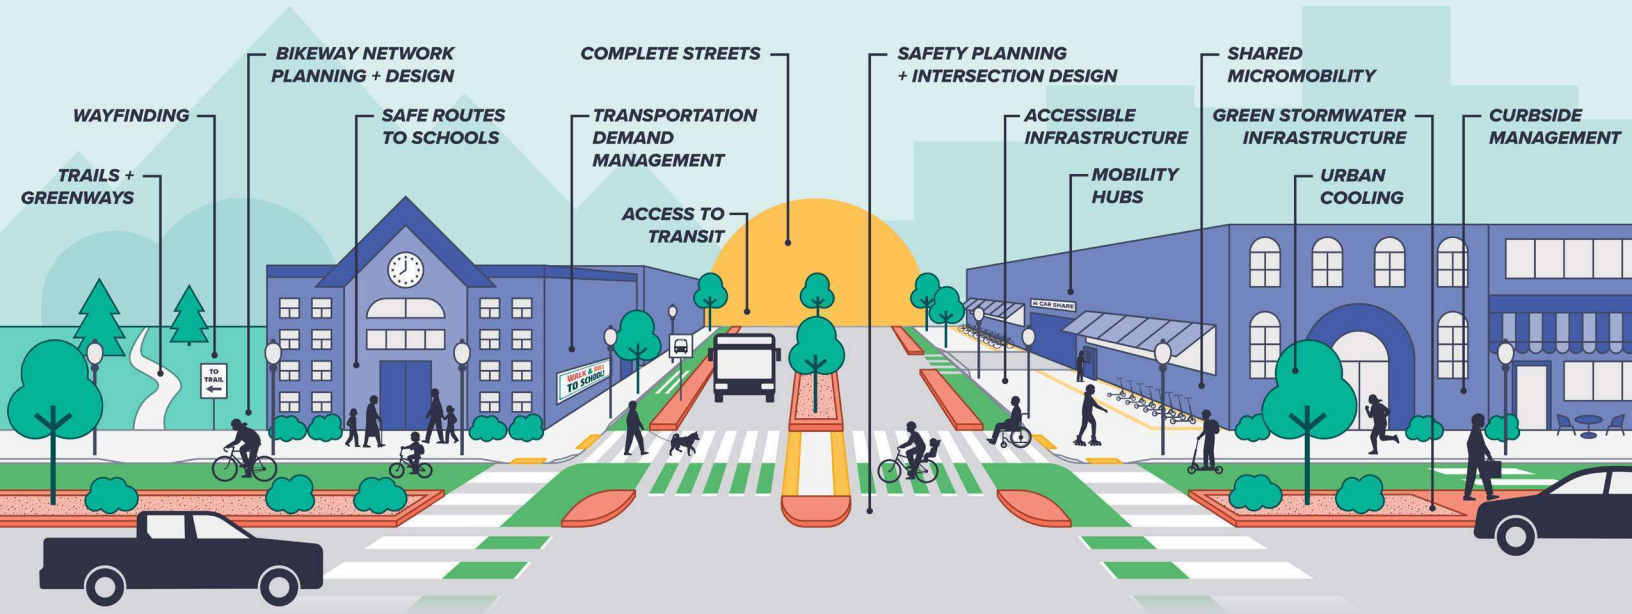 BIKEWAY NETWORK
PLANNING + DESIGN
COMPLETE STREETS
SAFETY PLANNING
+ INTERSECTION DESIGN
SHARED
MICROMOBILITY
WAYFINDING
SAFE ROUTES
TO SCHOOLS
TRANSPORTATION
DEMAND
MANAGEMENT
ACCESSIBLE
INFRASTRUCTURE
GREEN STORMWATER
INFRASTRUCTURE
CURBSIDE
MANAGEMENT
TRAILS +
GREENWAYS
ACCESS TO
TRANSIT
MOBILITY
HUBS
URBAN
COOLING
CAR SHARE
TO
TRAIL
WALK & ROLL
TO SCHOOL!